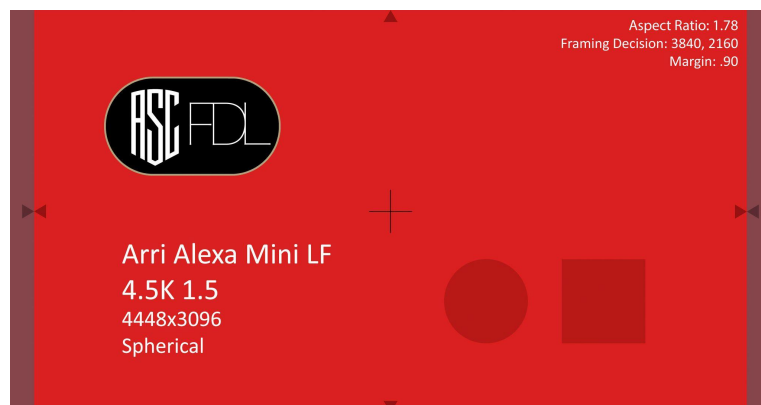 Aspect Ratio: 1.78
Framing Decision: 3840, 2160
Margin: .90
ASC FDL
Arri Alexa Mini LF
4.5K 1.5
4448x3096
Spherical